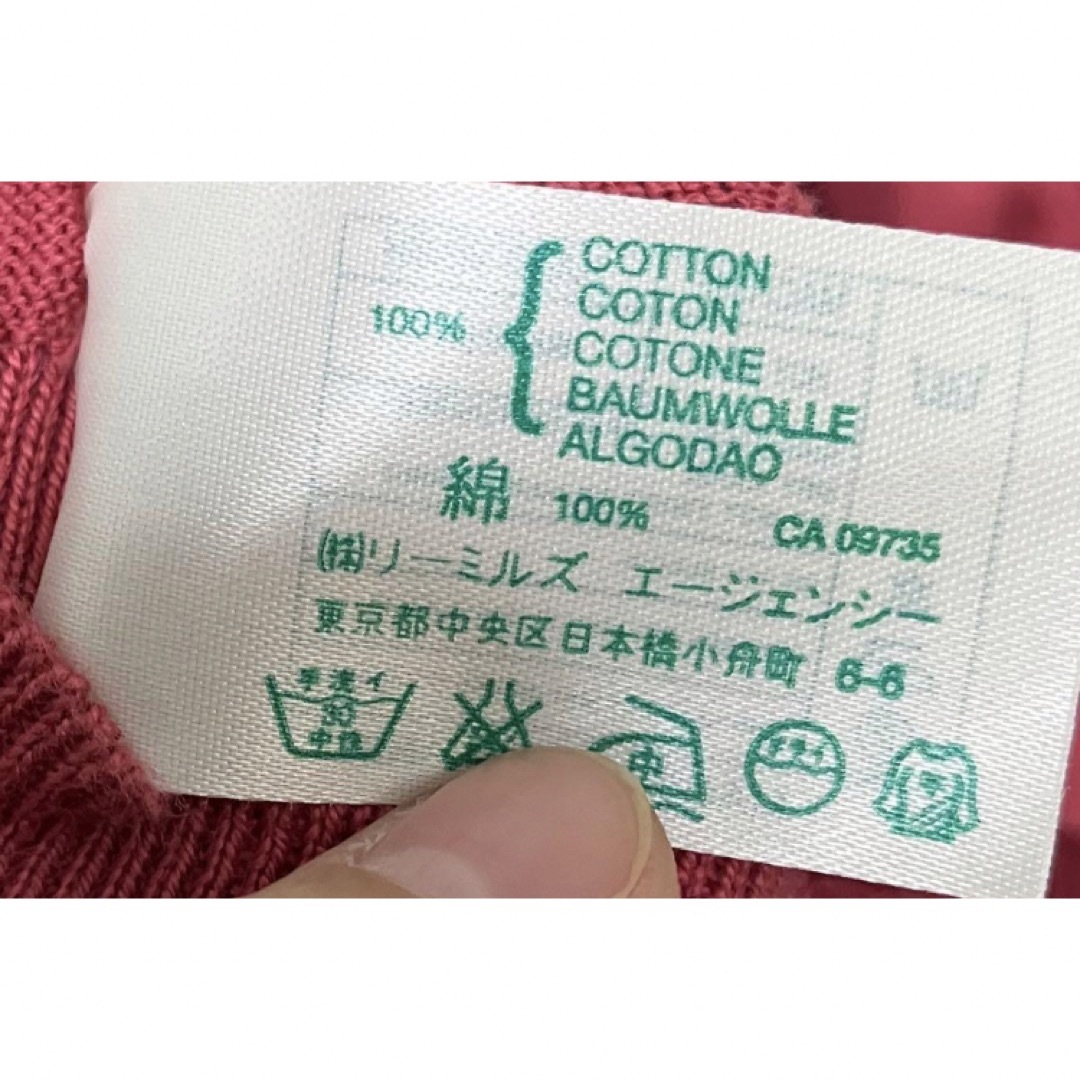 COTTON
COTON
100% { COTONE
BAUMWOLLE
ALGODAO
綿 100% CA 09735
㈱リーミルズ エージェンシー
東京都中央区日本橋小舟町 6-6
手洗イ
30
中性
中
ドライ